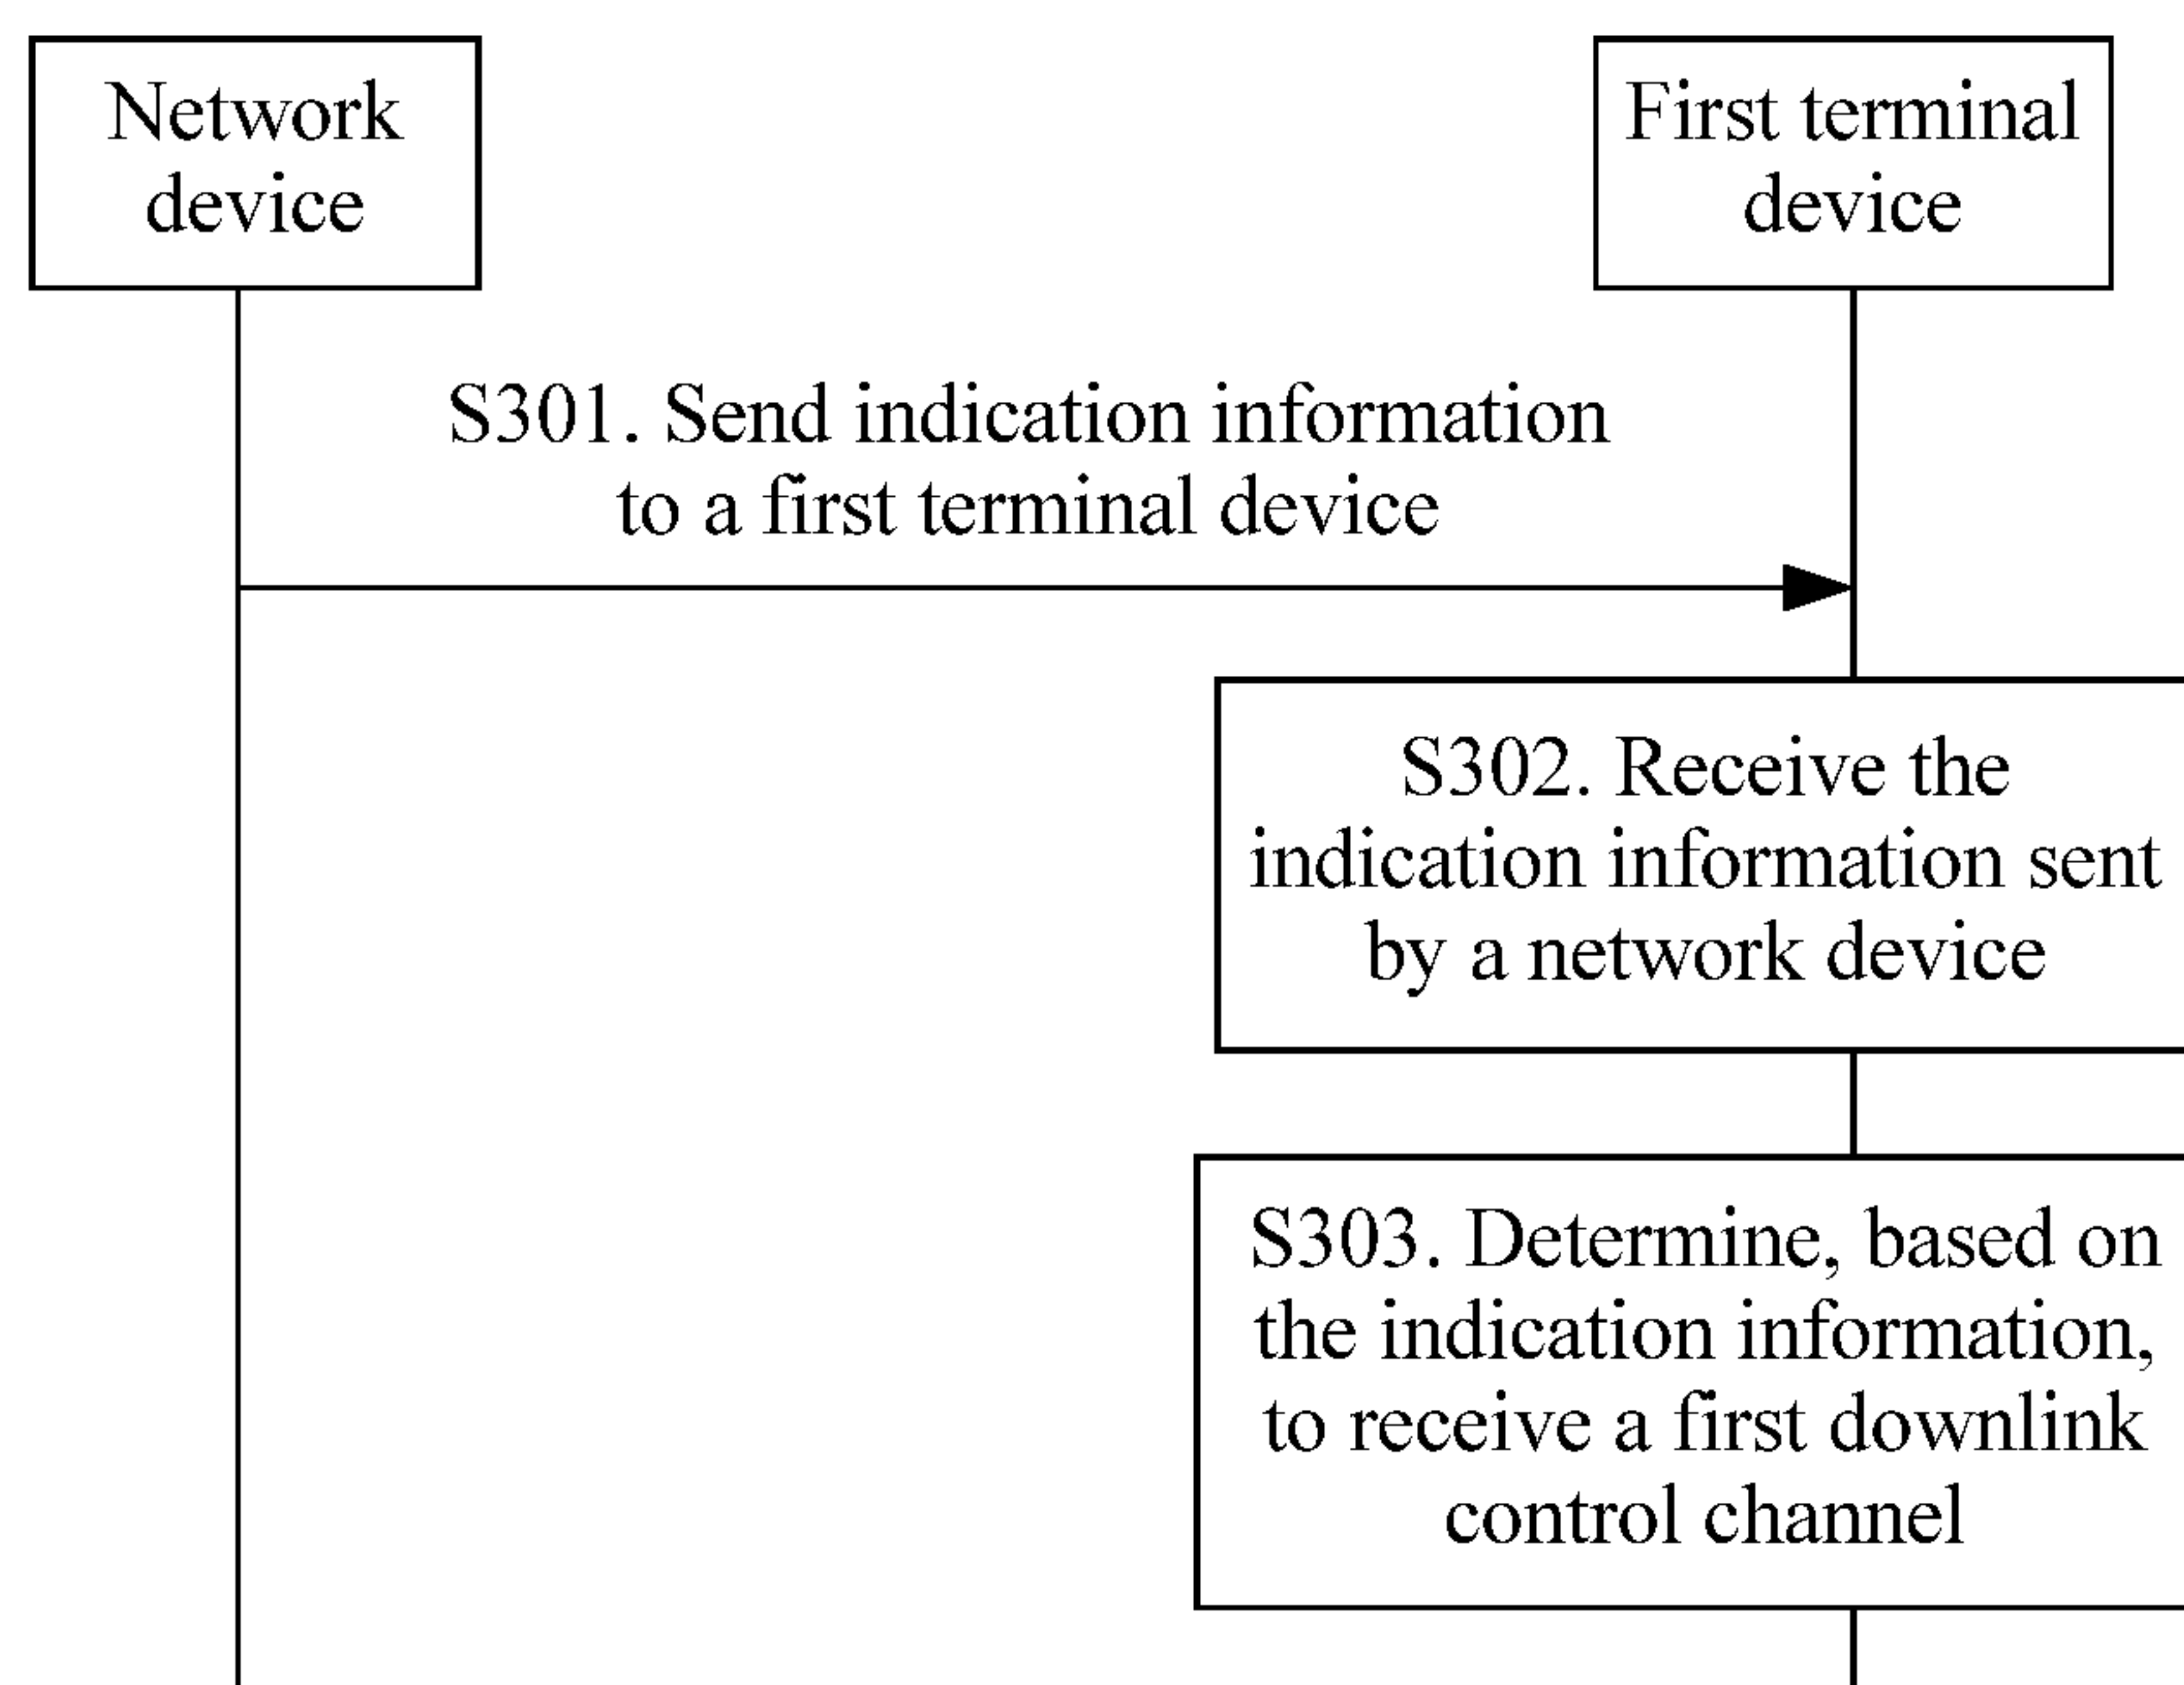 Network
device
First terminal
device
S301. Send indication information
to a first terminal device
S302. Receive the
indication information sent
by a network device
S303. Determine, based on
the indication information,
to receive a first downlink
control channel